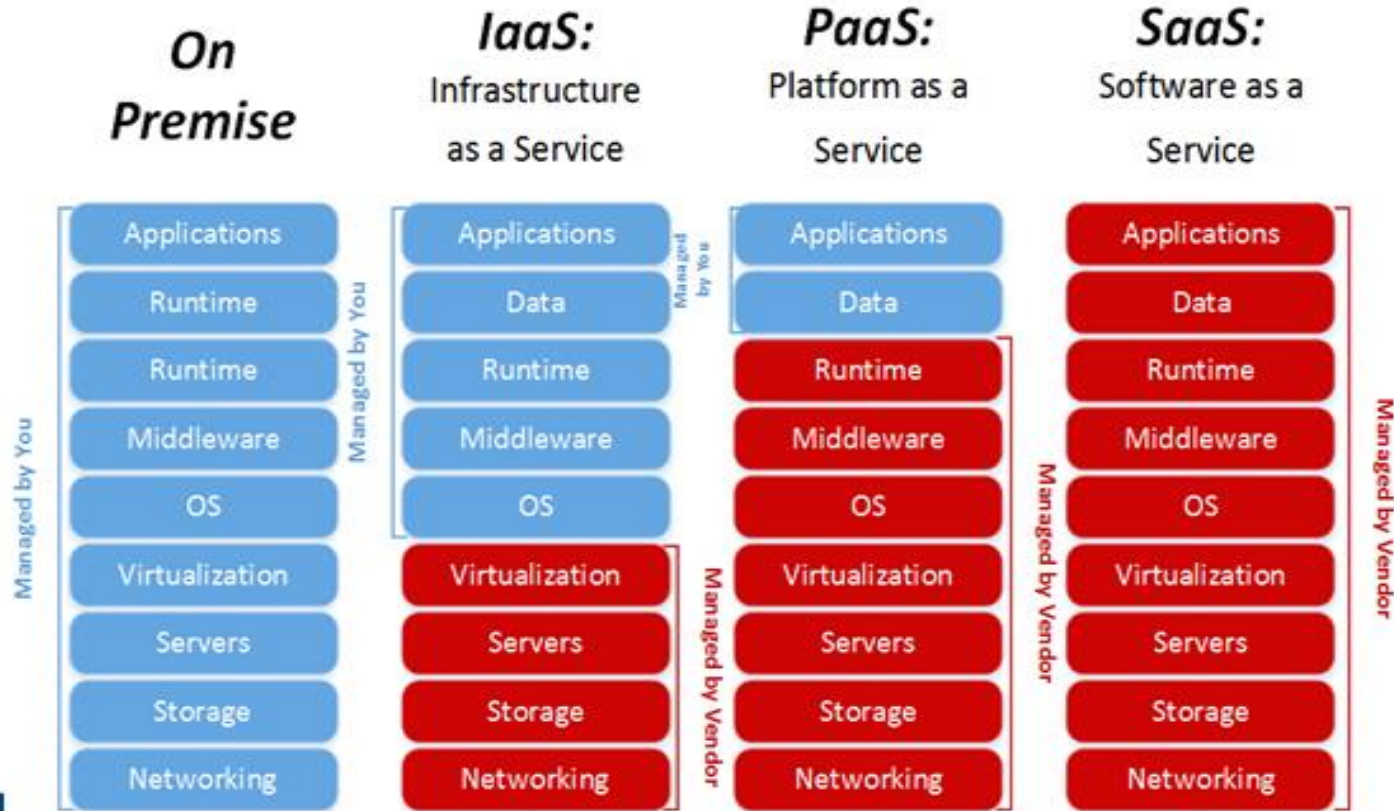 On
Premise
Managed by You
Applications
Runtime
Runtime
Middleware
OS
Virtualization
Servers
Storage
Networking
IaaS:
Infrastructure
as a Service
Managed by You
Applications
Data
Runtime
Middleware
OS
Virtualization
Servers
Storage
Networking
Managed by Vendor
PaaS:
Platform as a
Service
Managed
by You
Applications
Data
Runtime
Middleware
OS
Virtualization
Servers
Storage
Networking
Managed by Vendor
SaaS:
Software as a
Service
Applications
Data
Runtime
Middleware
OS
Virtualization
Servers
Storage
Networking
Managed by Vendor